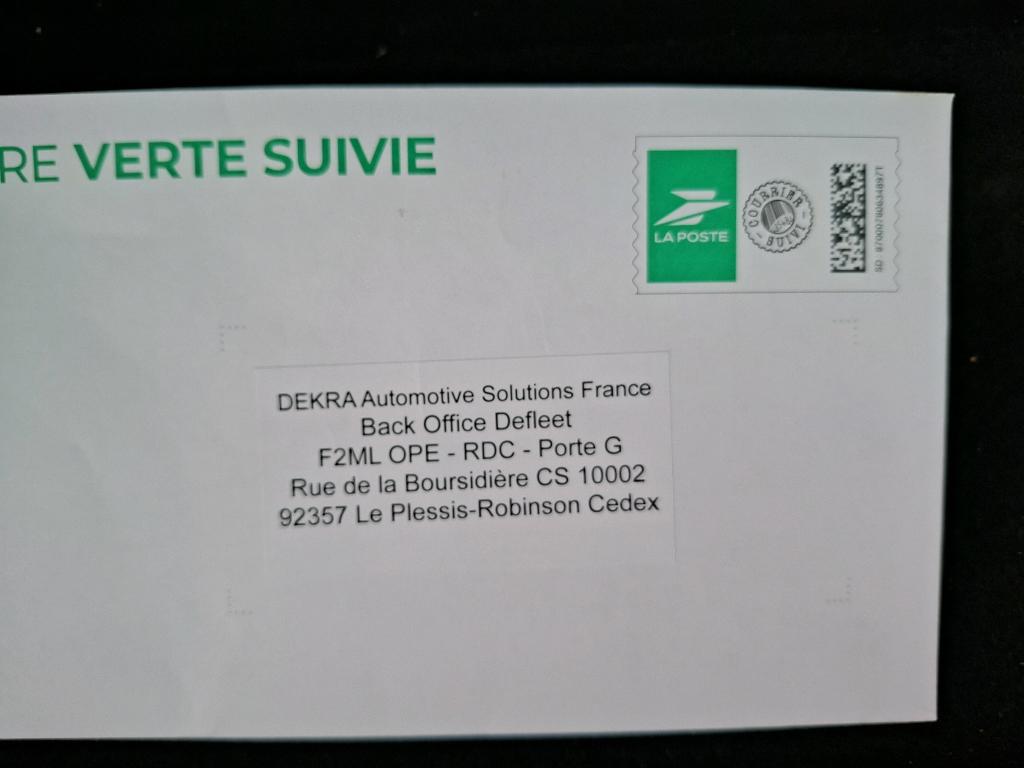 RE VERTE SUIVIE
LA POSTE
COURRIER
SUIVI
DEKRA Automotive Solutions France
Back Office Defleet
F2ML OPE - RDC - Porte G
Rue de la Boursidière CS 10002
92357 Le Plessis-Robinson Cedex